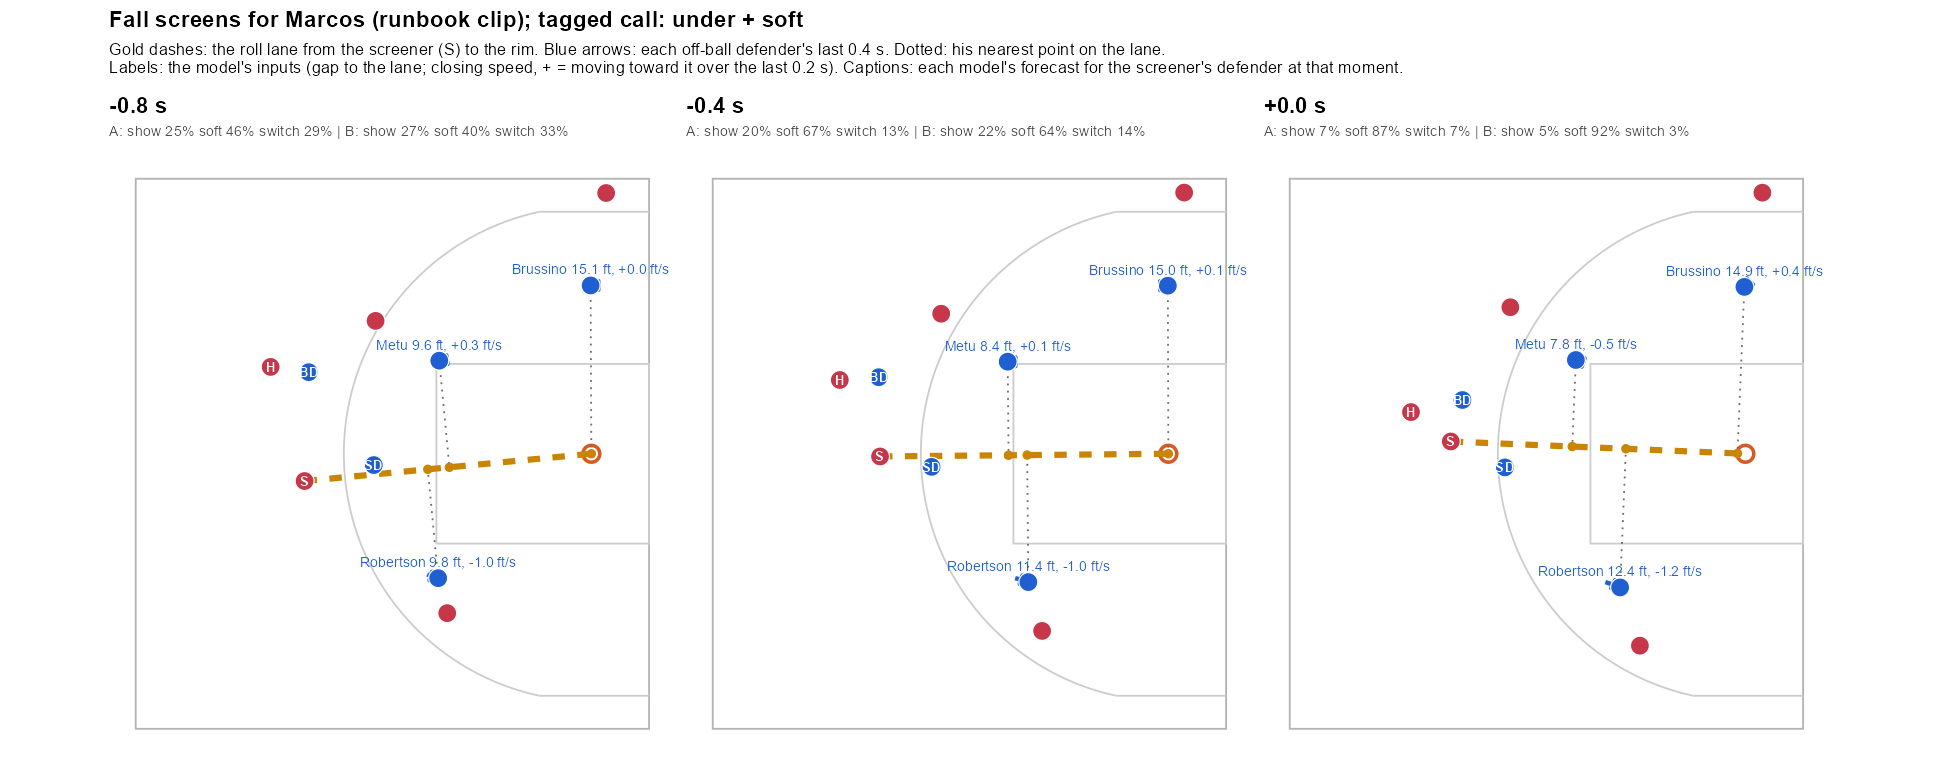 Fall screens for Marcos (runbook clip); tagged call: under + soft
Gold dashes: the roll lane from the screener (S) to the rim. Blue arrows: each off-ball defender's last 0.4 s. Dotted: his nearest point on the lane.
Labels: the model's inputs (gap to the lane; closing speed, + = moving toward it over the last 0.2 s). Captions: each model's forecast for the screener's defender at that moment.
-0.8 s
A: show 25% soft 46% switch 29% | B: show 27% soft 40% switch 33%
Brussino 15.1 ft, +0.0 ft/s
Metu 9.6 ft, +0.3 ft/s
H
BD
SD
S
Robertson 9.8 ft, -1.0 ft/s
-0.4 s
A: show 20% soft 67% switch 13% | B: show 22% soft 64% switch 14%
Brussino 15.0 ft, +0.1 ft/s
Metu 8.4 ft, +0.1 ft/s
H
BD
S
SD
Robertson 11.4 ft, -1.0 ft/s
+0.0 s
A: show 7% soft 87% switch 7% | B: show 5% soft 92% switch 3%
Brussino 14.9 ft, +0.4 ft/s
Metu 7.8 ft, -0.5 ft/s
BD
H
S
SD
Robertson 12.4 ft, -1.2 ft/s